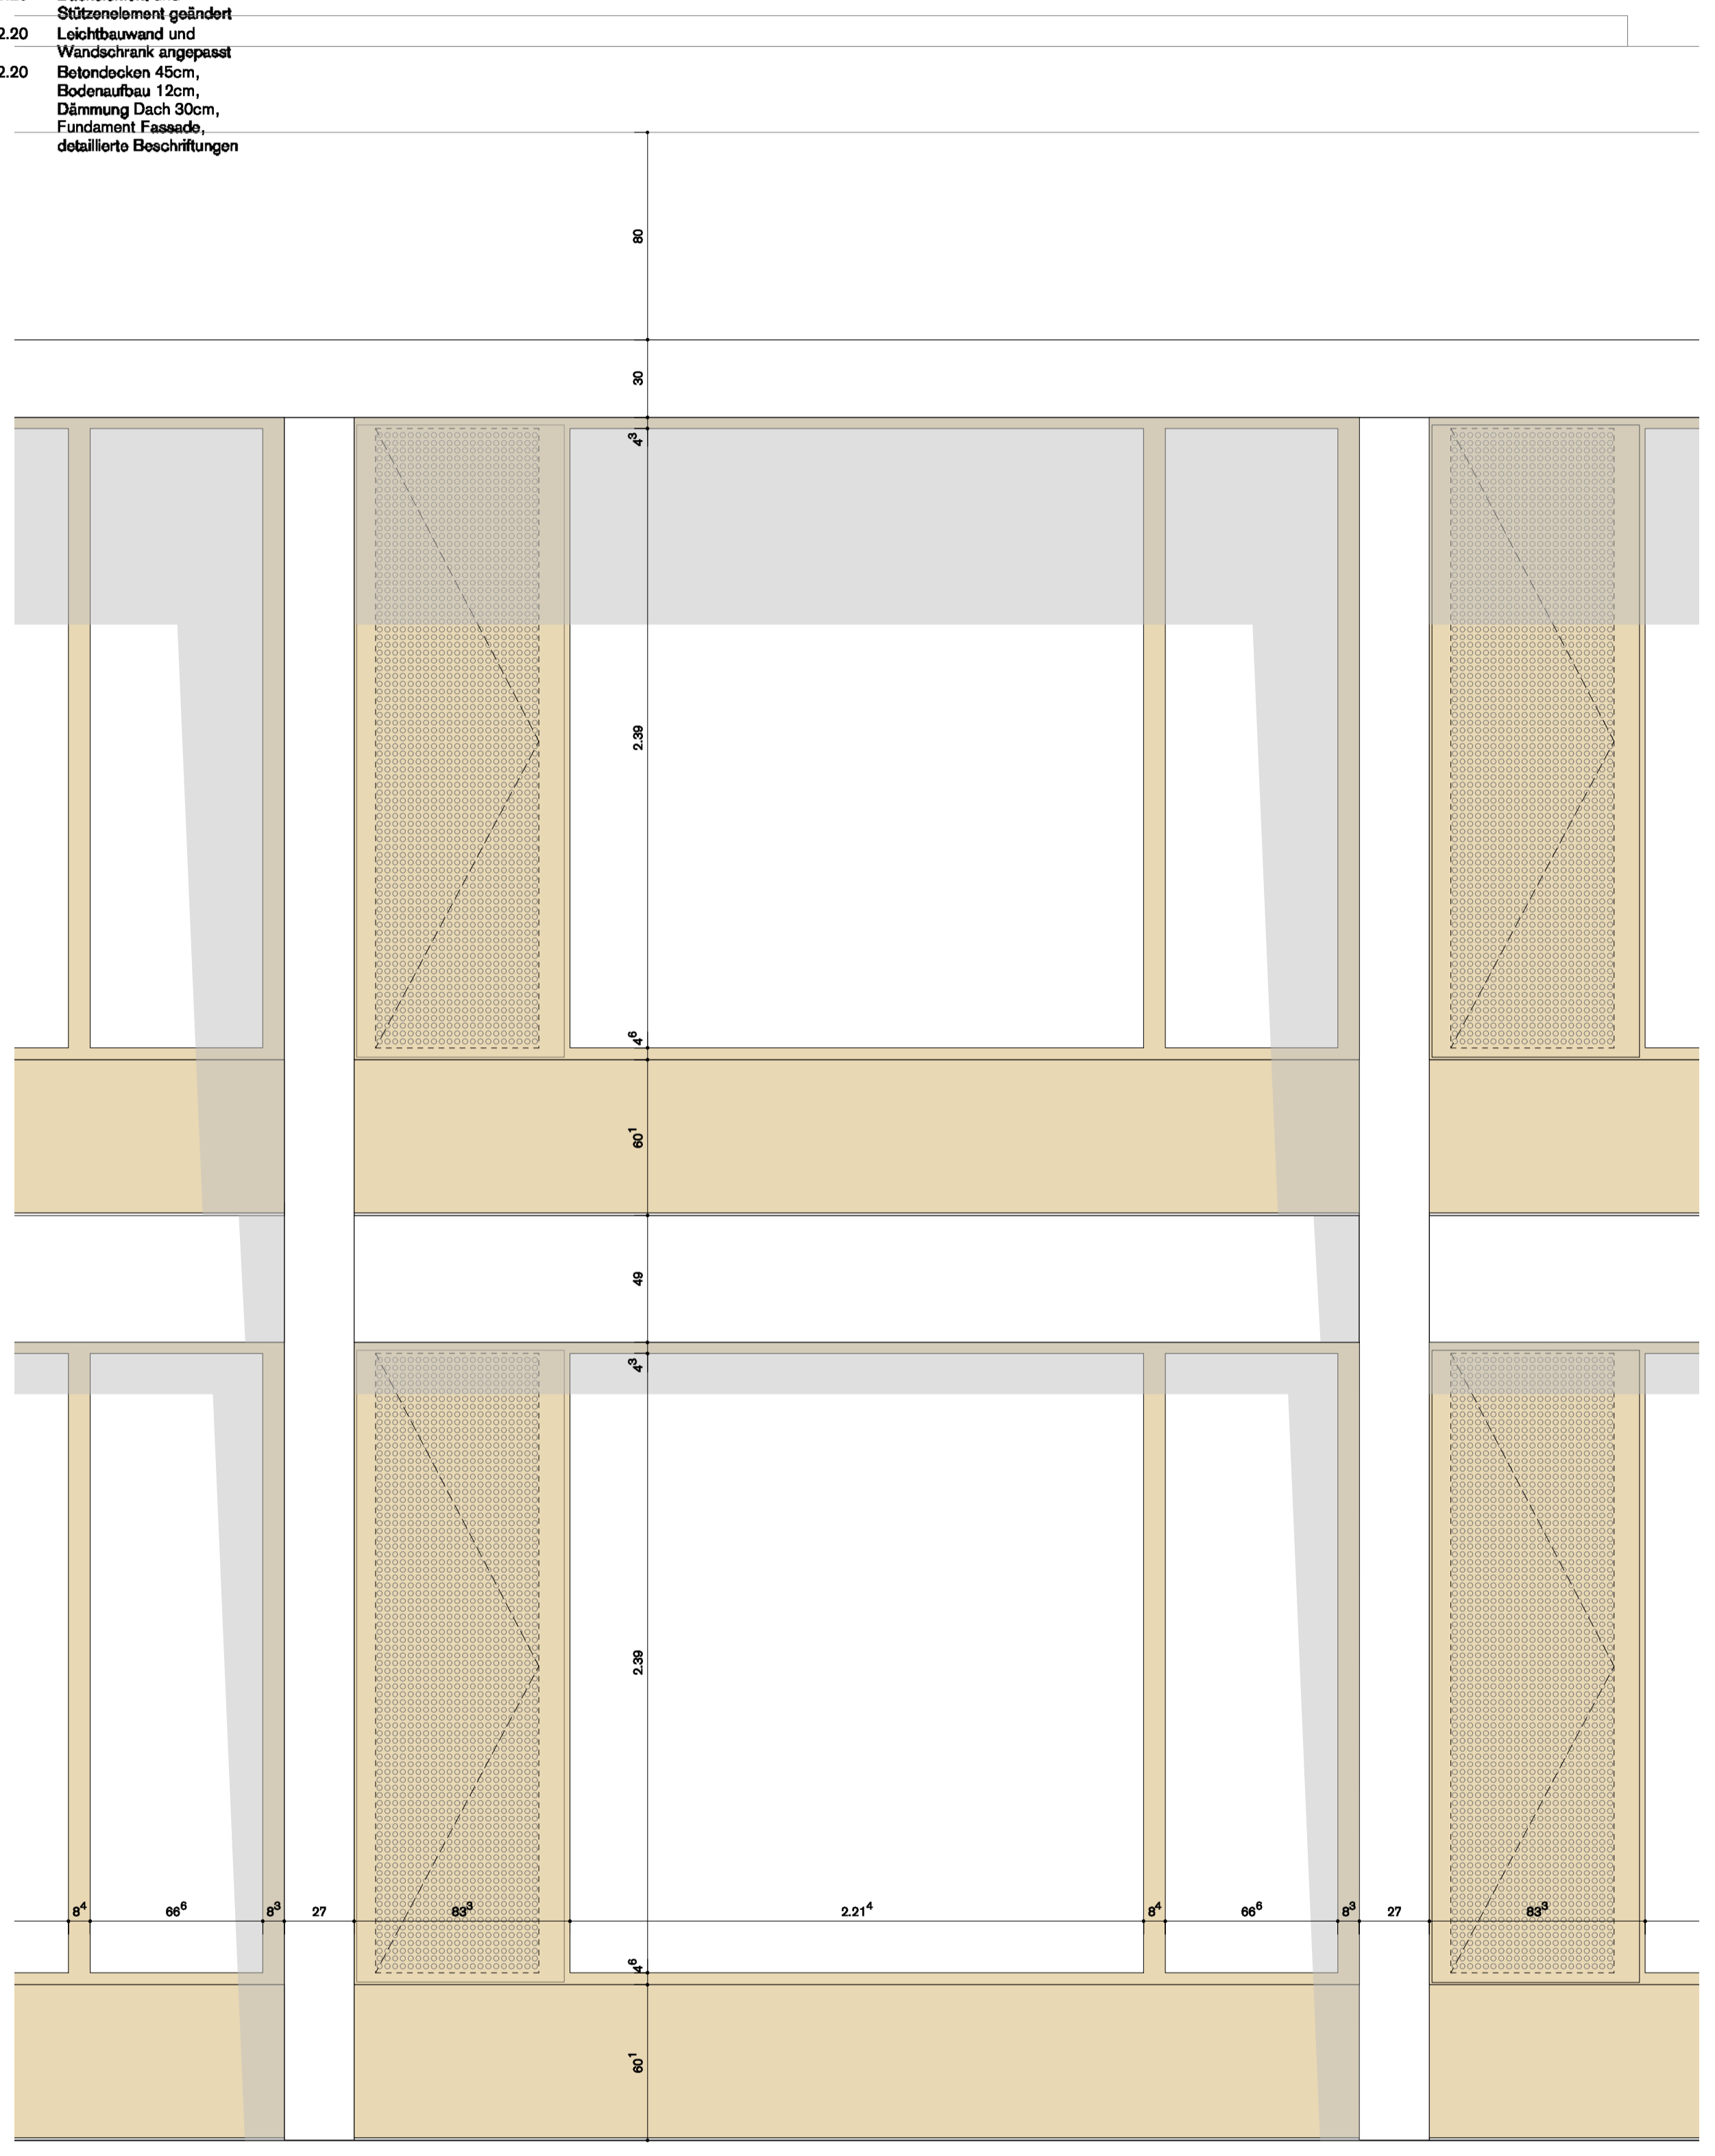 Stützenelement geändert
2.20 Leichtbauwand und
Wandschrank angepasst
2.20 Betondecken 45cm,
Bodenaufbau 12cm,
Dämmung Dach 30cm,
Fundament Fassade,
detaillierte Beschriftungen
80
30
4³
2.39
4⁶
60¹
49
4³
2.39
8⁴ 66⁶ 8³ 27 83³ 2.21⁴ 8⁴ 66⁶ 8³ 27 83³
4⁶
60¹